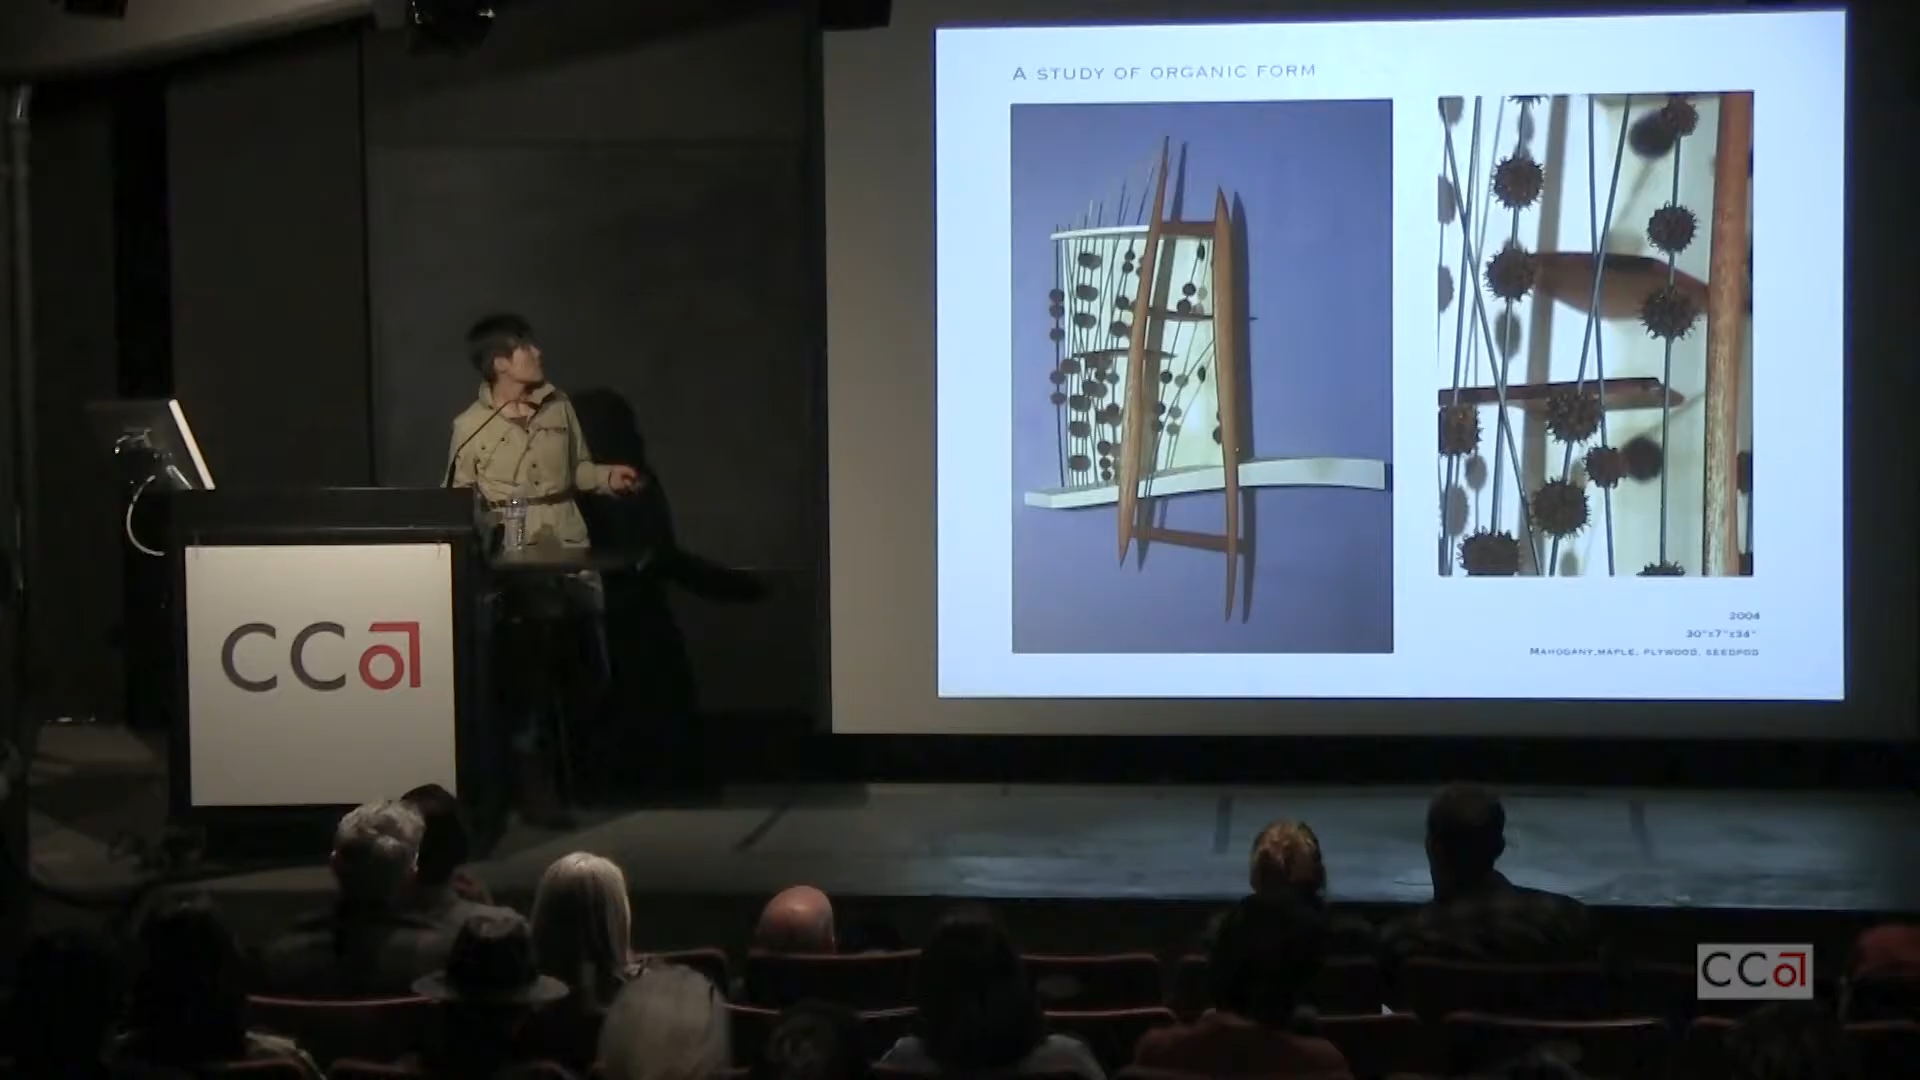 A STUDY OF ORGANIC FORM
2004
30"x7"x34"
MAHOGANY,MAPLE, PLYWOOD, SEEDPOD
CCA
CCA